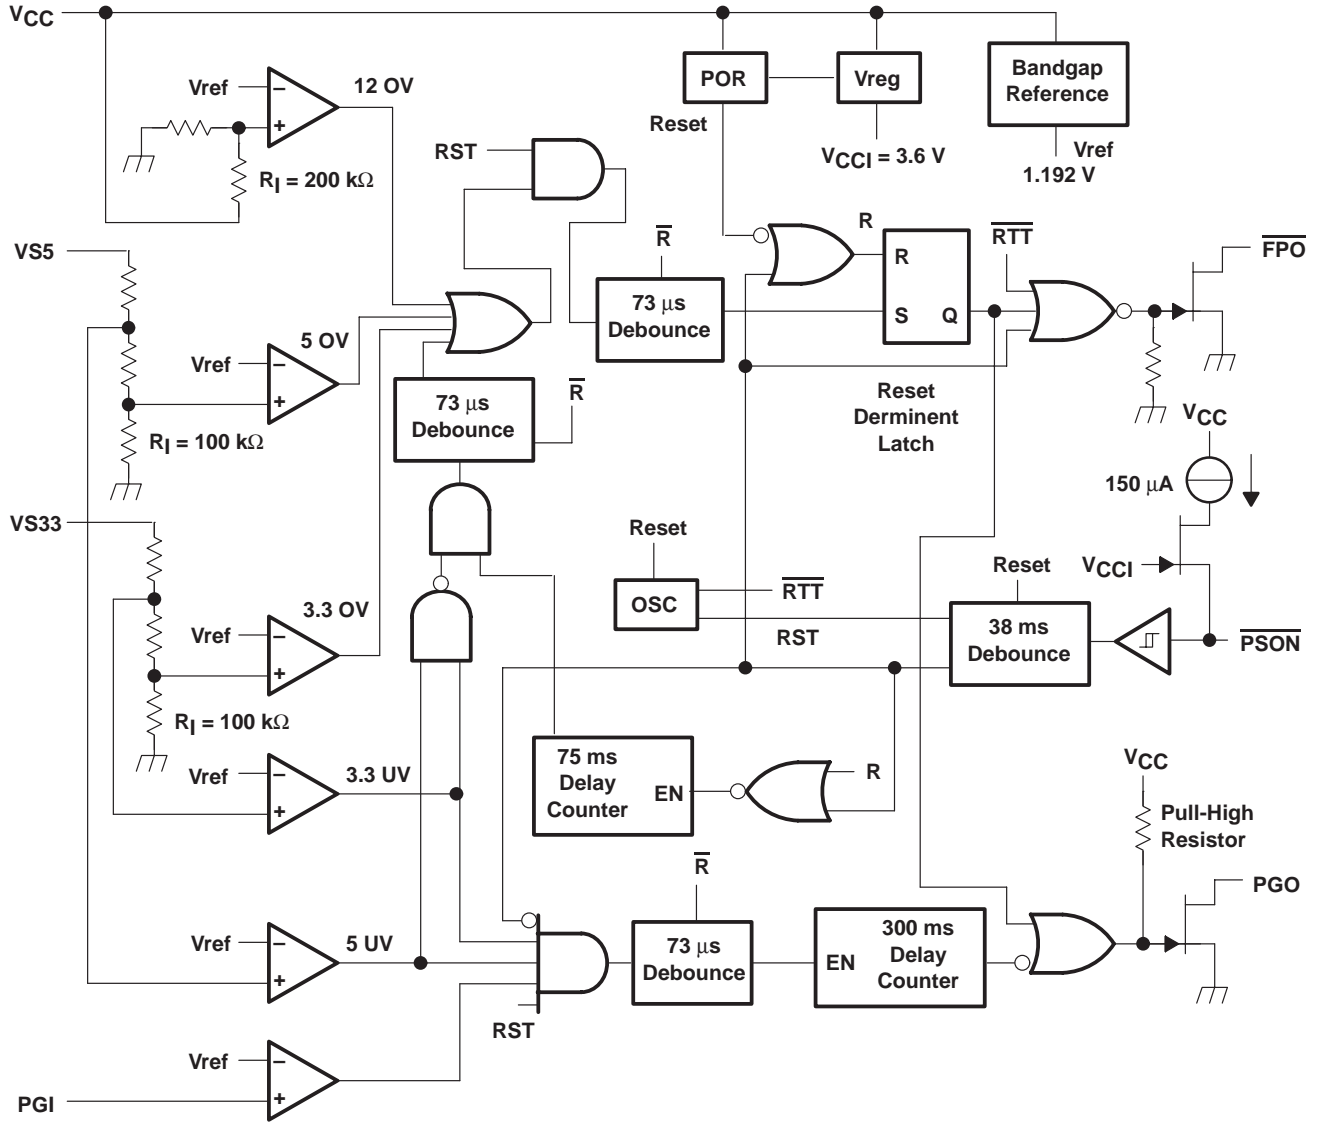 VCC
Vref
−
+
12 OV
RI = 200 kΩ
POR
Vreg
Bandgap
Reference
Reset
VCCI = 3.6 V
Vref
1.192 V
RST
VS5
Vref
−
+
5 OV
RI = 100 kΩ
R̅
73 μs
Debounce
R
R
S
Q
R̅T̅T̅
F̅P̅O̅
73 μs
Debounce
R̅
Reset
Derminent
Latch
VCC
150 μA
VS33
Vref
−
+
3.3 OV
RI = 100 kΩ
Reset
OSC
R̅T̅T̅
RST
Reset
VCCI
38 ms
Debounce
P̅S̅O̅N̅
Vref
−
+
3.3 UV
75 ms
Delay
Counter
EN
R
VCC
Pull-High
Resistor
PGO
Vref
−
+
5 UV
R̅
73 μs
Debounce
EN
300 ms
Delay
Counter
RST
Vref
−
+
PGI